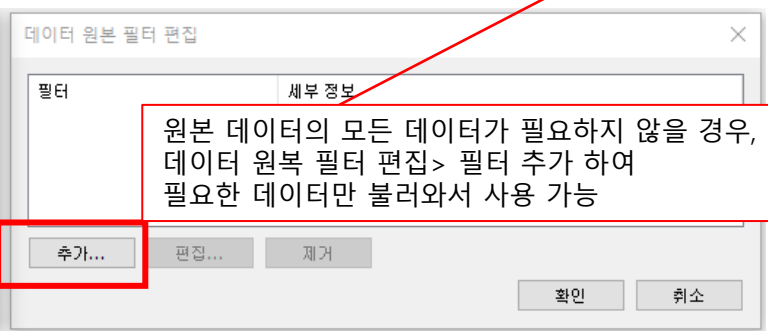 데이터 원본 필터 편집
필터 세부 정보
원본 데이터의 모든 데이터가 필요하지 않을 경우,
데이터 원복 필터 편집> 필터 추가 하여
필요한 데이터만 불러와서 사용 가능
추가... 편집... 제거
확인 취소